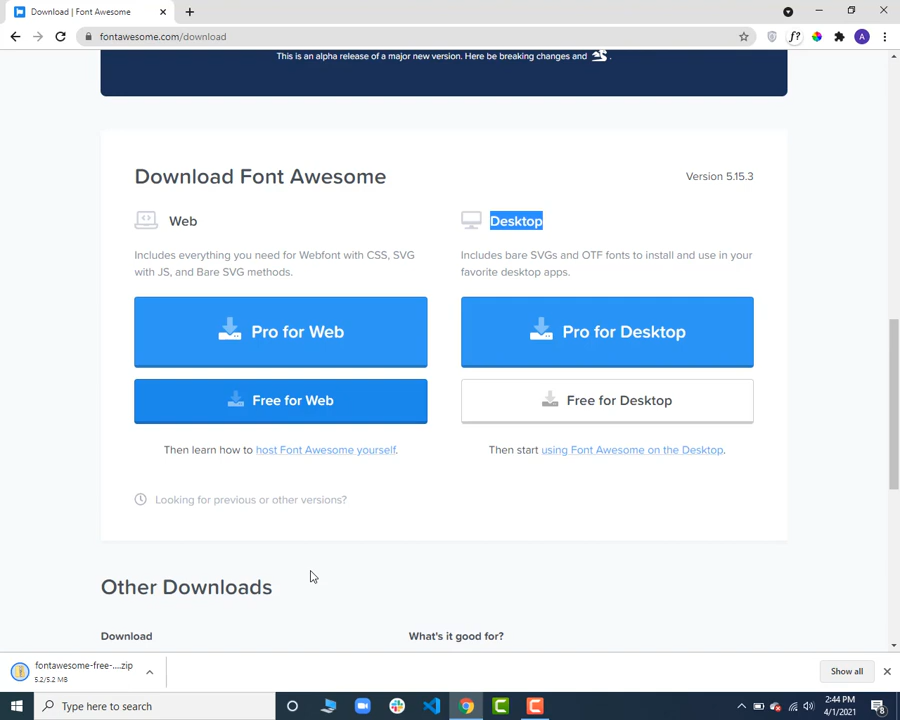 Download | Font Awesome
fontawesome.com/download
f?
A
This is an alpha release of a major new version. Here be breaking changes and .
Download Font Awesome
Version 5.15.3
Web
Desktop
Includes everything you need for Webfont with CSS, SVG
with JS, and Bare SVG methods.
Includes bare SVGs and OTF fonts to install and use in your
favorite desktop apps.
Pro for Web
Pro for Desktop
Free for Web
Free for Desktop
Then learn how to host Font Awesome yourself.
Then start using Font Awesome on the Desktop.
Looking for previous or other versions?
Other Downloads
Download
What's it good for?
fontawesome-free-....zip
5.2/5.2 MB
Show all
Type here to search
2:44 PM
4/1/2021
8